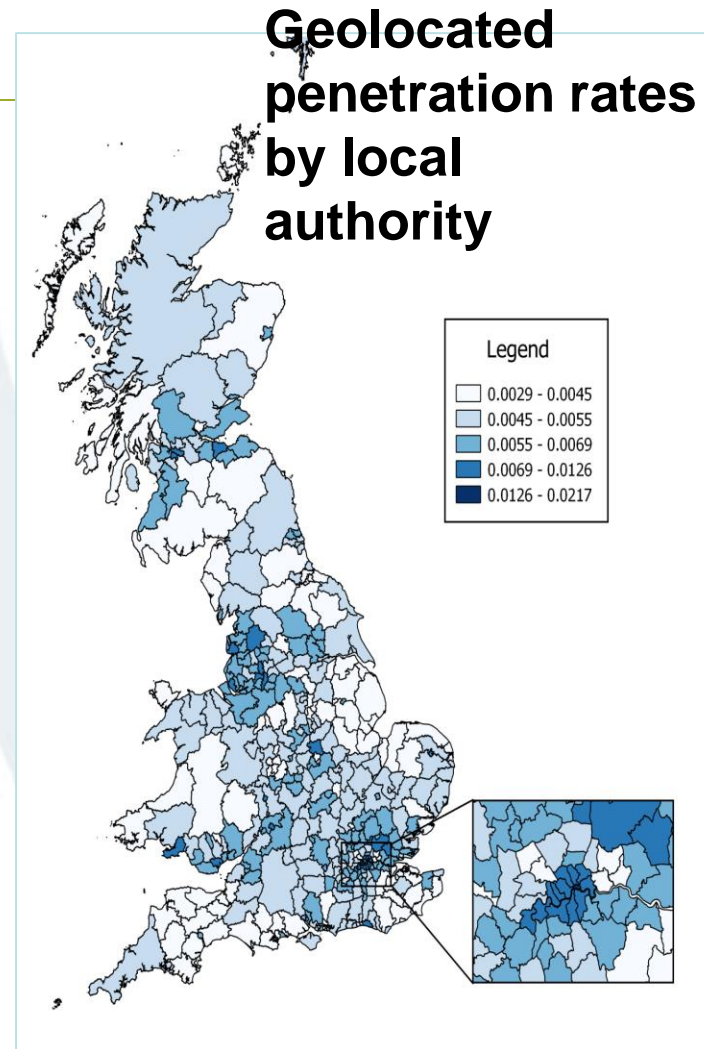 Geolocated
penetration rates
by local
authority
Legend
0.0029 - 0.0045
0.0045 - 0.0055
0.0055 - 0.0069
0.0069 - 0.0126
0.0126 - 0.0217